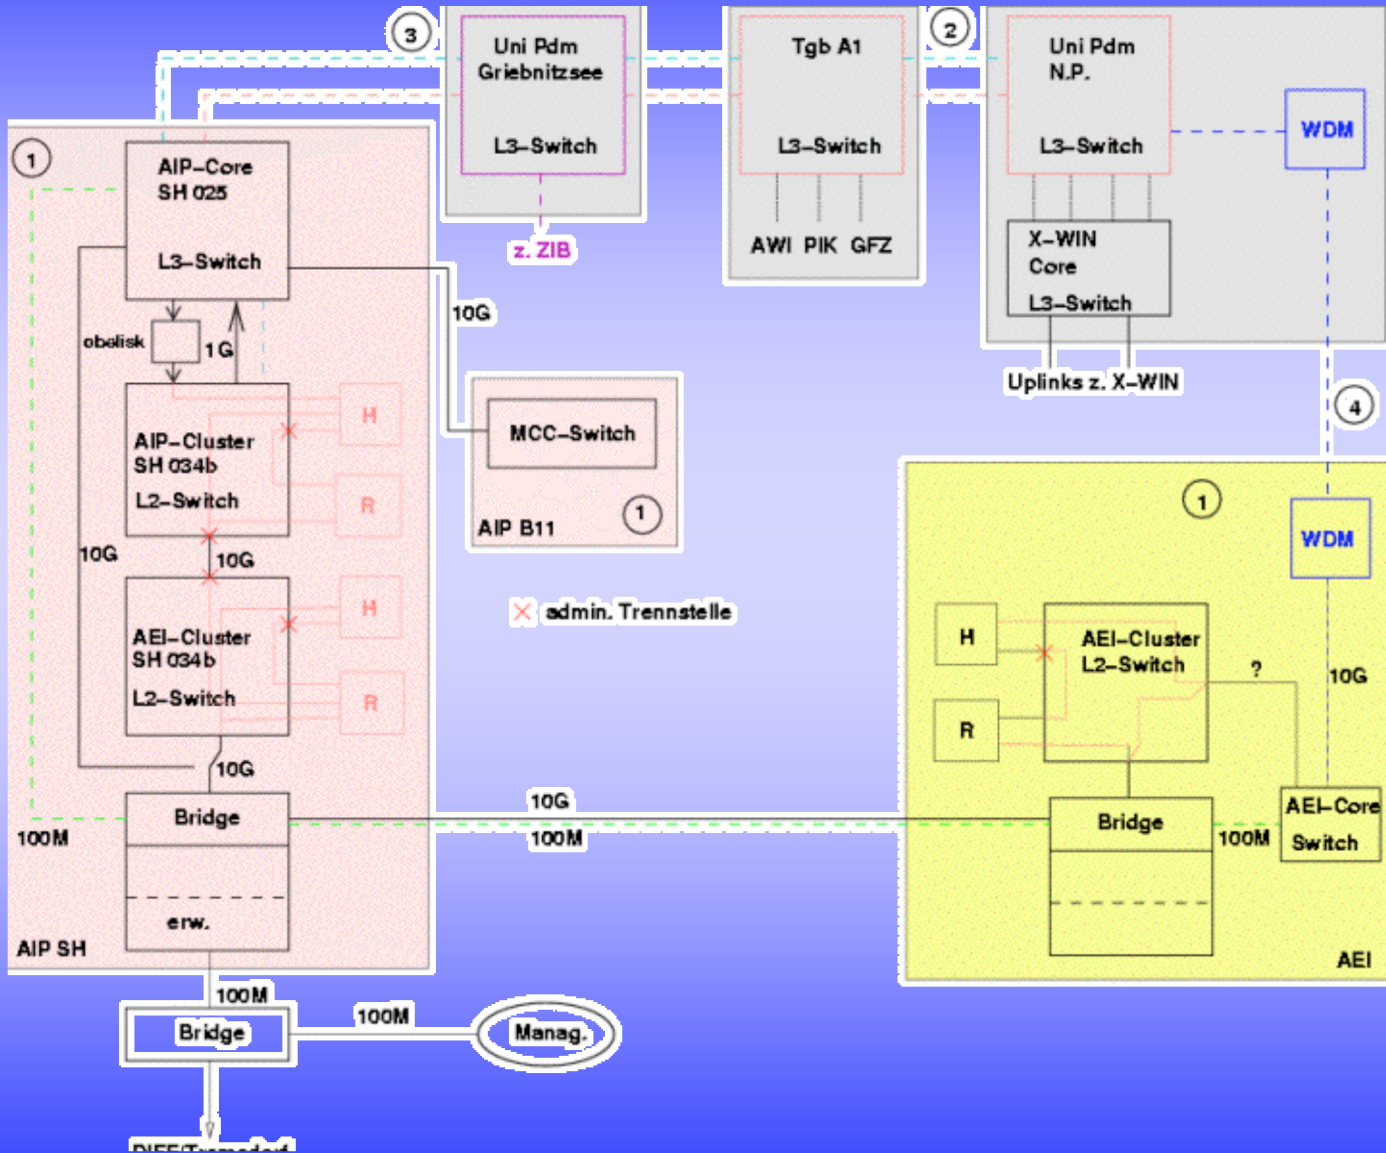 3
Uni Pdm
Griebnitzsee
L3-Switch
z. ZIB
Tgb A1
L3-Switch
AWI PIK GFZ
2
Uni Pdm
N.P.
L3-Switch
WDM
X-WIN
Core
L3-Switch
Uplinks z. X-WIN
4
1
AIP-Core
SH 025
L3-Switch
10G
obelisk
1G
H
AIP-Cluster
SH 034b
L2-Switch
R
10G
10G
AEI-Cluster
SH 034b
L2-Switch
H
R
10G
Bridge
100M
erw.
AIP SH
MCC-Switch
AIP B11
1
admin. Trennstelle
10G
100M
1
WDM
H
AEI-Cluster
L2-Switch
?
10G
R
Bridge
100M
AEI-Core
Switch
AEI
100M
Bridge
100M
Manag.